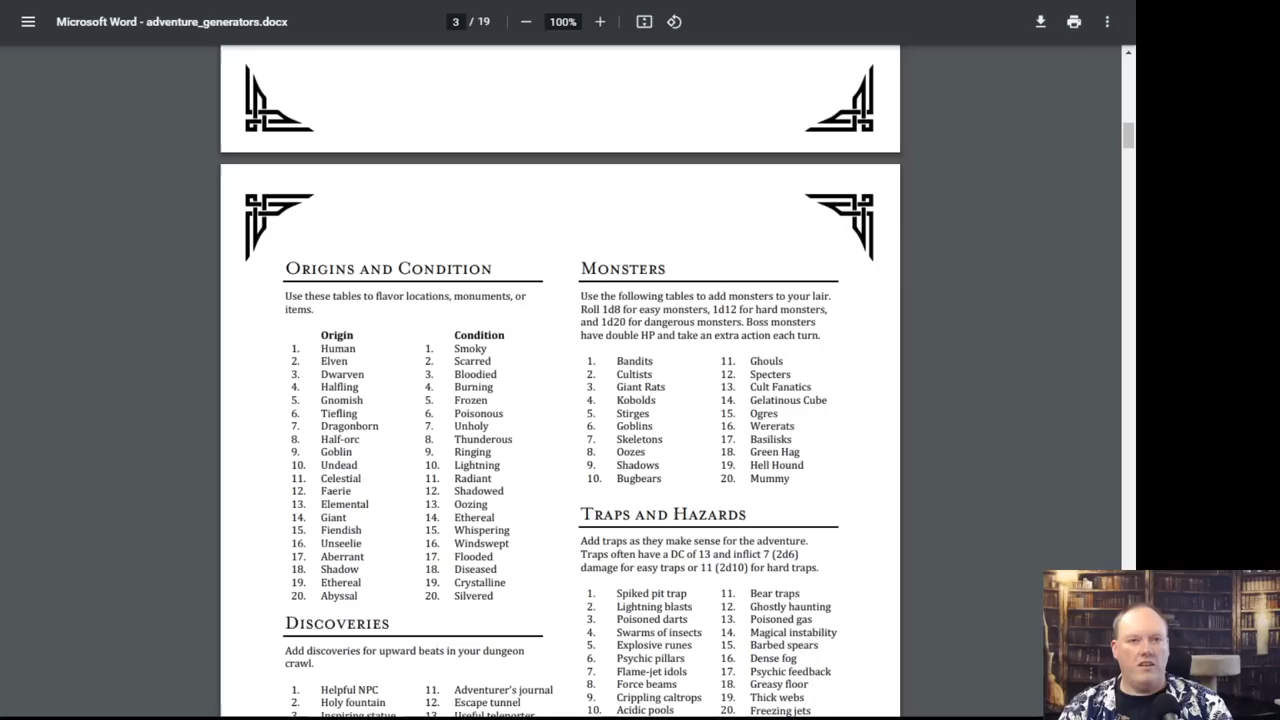 Microsoft Word - adventure_generators.docx
3 / 19
100%
Origins and Condition
Use these tables to flavor locations, monuments, or
items.
Origin Condition
1. Human 1. Smoky
2. Elven 2. Scarred
3. Dwarven 3. Bloodied
4. Halfling 4. Burning
5. Gnomish 5. Frozen
6. Tiefling 6. Poisonous
7. Dragonborn 7. Unholy
8. Half-orc 8. Thunderous
9. Goblin 9. Ringing
10. Undead 10. Lightning
11. Celestial 11. Radiant
12. Faerie 12. Shadowed
13. Elemental 13. Oozing
14. Giant 14. Ethereal
15. Fiendish 15. Whispering
16. Unseelie 16. Windswept
17. Aberrant 17. Flooded
18. Shadow 18. Diseased
19. Ethereal 19. Crystalline
20. Abyssal 20. Silvered
Discoveries
Add discoveries for upward beats in your dungeon
crawl.
1. Helpful NPC 11. Adventurer's journal
2. Holy fountain 12. Escape tunnel
3. Inspiring statue 13. Useful teleporter
Monsters
Use the following tables to add monsters to your lair.
Roll 1d8 for easy monsters, 1d12 for hard monsters,
and 1d20 for dangerous monsters. Boss monsters
have double HP and take an extra action each turn.
1. Bandits 11. Ghouls
2. Cultists 12. Specters
3. Giant Rats 13. Cult Fanatics
4. Kobolds 14. Gelatinous Cube
5. Stirges 15. Ogres
6. Goblins 16. Wererats
7. Skeletons 17. Basilisks
8. Oozes 18. Green Hag
9. Shadows 19. Hell Hound
10. Bugbears 20. Mummy
Traps and Hazards
Add traps as they make sense for the adventure.
Traps often have a DC of 13 and inflict 7 (2d6)
damage for easy traps or 11 (2d10) for hard traps.
1. Spiked pit trap 11. Bear traps
2. Lightning blasts 12. Ghostly haunting
3. Poisoned darts 13. Poisoned gas
4. Swarms of insects 14. Magical instability
5. Explosive runes 15. Barbed spears
6. Psychic pillars 16. Dense fog
7. Flame-jet idols 17. Psychic feedback
8. Force beams 18. Greasy floor
9. Crippling caltrops 19. Thick webs
10. Acidic pools 20. Freezing jets